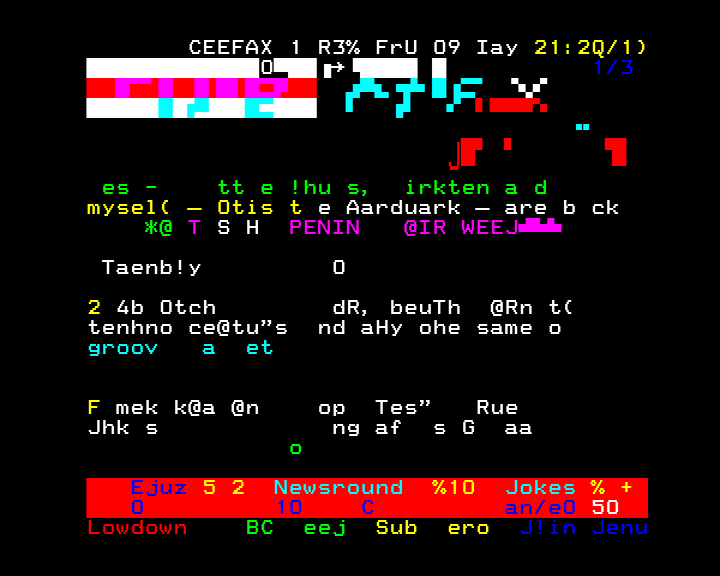 CEEFAX 1 R3% FrU 09 Iay 21:2Q/1)
O 1/3
es - tt e !hu s, irkten a d
mysel( — Otis t e Aarduark — are b ck
*@ T S H PENIN @IR WEEJ
Taenb!y O
2 4b Otch dR, beuTh @Rn t(
tenhno ce@tu”s nd aHy ohe same o
groov a et
F mek k@a @n op Tes” Rue
Jhk s ng af s G aa
o
Ejuz 5 2 Newsround %10 Jokes % +
O 10 C an/eO 50
Lowdown BC eej Sub ero J!in Jenu